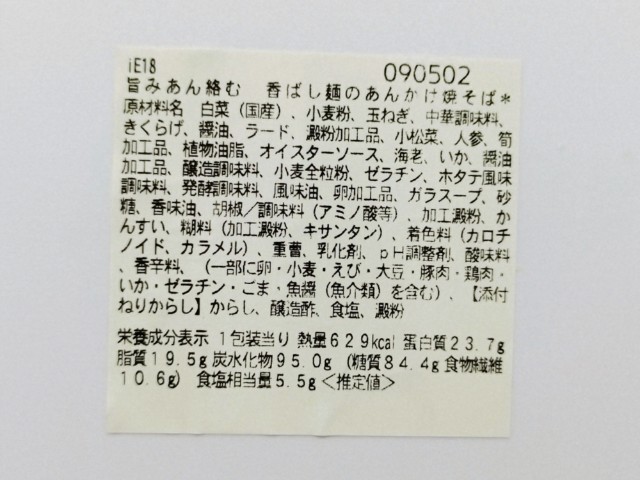 iE18
090502
旨みあん絡む 香ばし麺のあんかけ焼そば*
原材料名 白菜（国産）、小麦粉、玉ねぎ、中華調味料、
きくらげ、醤油、ラード、澱粉加工品、小松菜、人参、筍
加工品、植物油脂、オイスターソース、海老、いか、醤油
加工品、醸造調味料、小麦全粒粉、ゼラチン、ホタテ風味
調味料、発酵調味料、風味油、卵加工品、ガラスープ、砂
糖、香味油、胡椒／調味料（アミノ酸等）、加工澱粉、か
んすい、糊料（加工澱粉、キサンタン）、着色料（カロチ
ノイド、カラメル）、重曹、乳化剤、pH調整剤、酸味料
、香辛料、（一部に卵・小麦・えび・大豆・豚肉・鶏肉・
いか・ゼラチン・ごま・魚醤（魚介類）を含む）、【添付
ねりからし】からし、醸造酢、食塩、澱粉
栄養成分表示 1包装当り 熱量629kcal 蛋白質23.7g
脂質19.5g 炭水化物95.0g （糖質84.4g 食物繊維
10.6g） 食塩相当量5.5g＜推定値＞